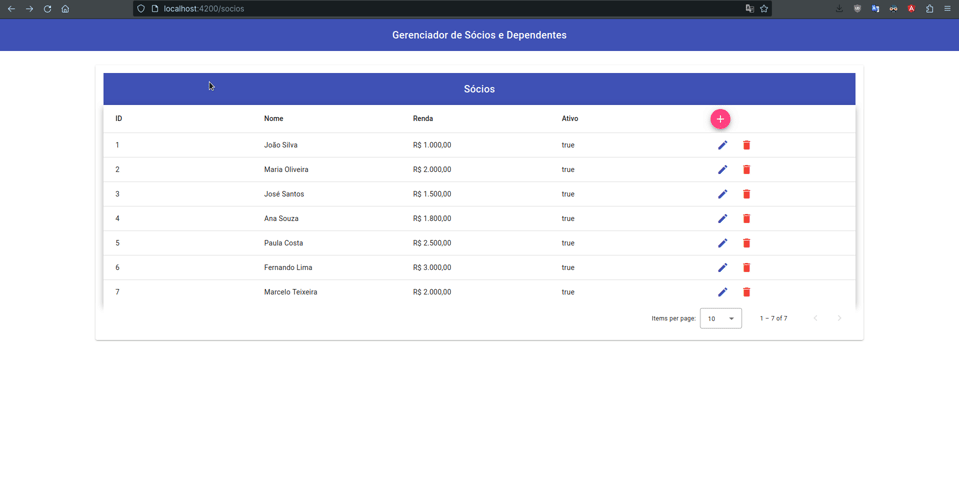 localhost:4200/socios
Gerenciador de Sócios e Dependentes
Sócios
ID Nome Renda Ativo
1 João Silva R$ 1.000,00 true
2 Maria Oliveira R$ 2.000,00 true
3 José Santos R$ 1.500,00 true
4 Ana Souza R$ 1.800,00 true
5 Paula Costa R$ 2.500,00 true
6 Fernando Lima R$ 3.000,00 true
7 Marcelo Teixeira R$ 2.000,00 true
Items per page: 10 1 – 7 of 7